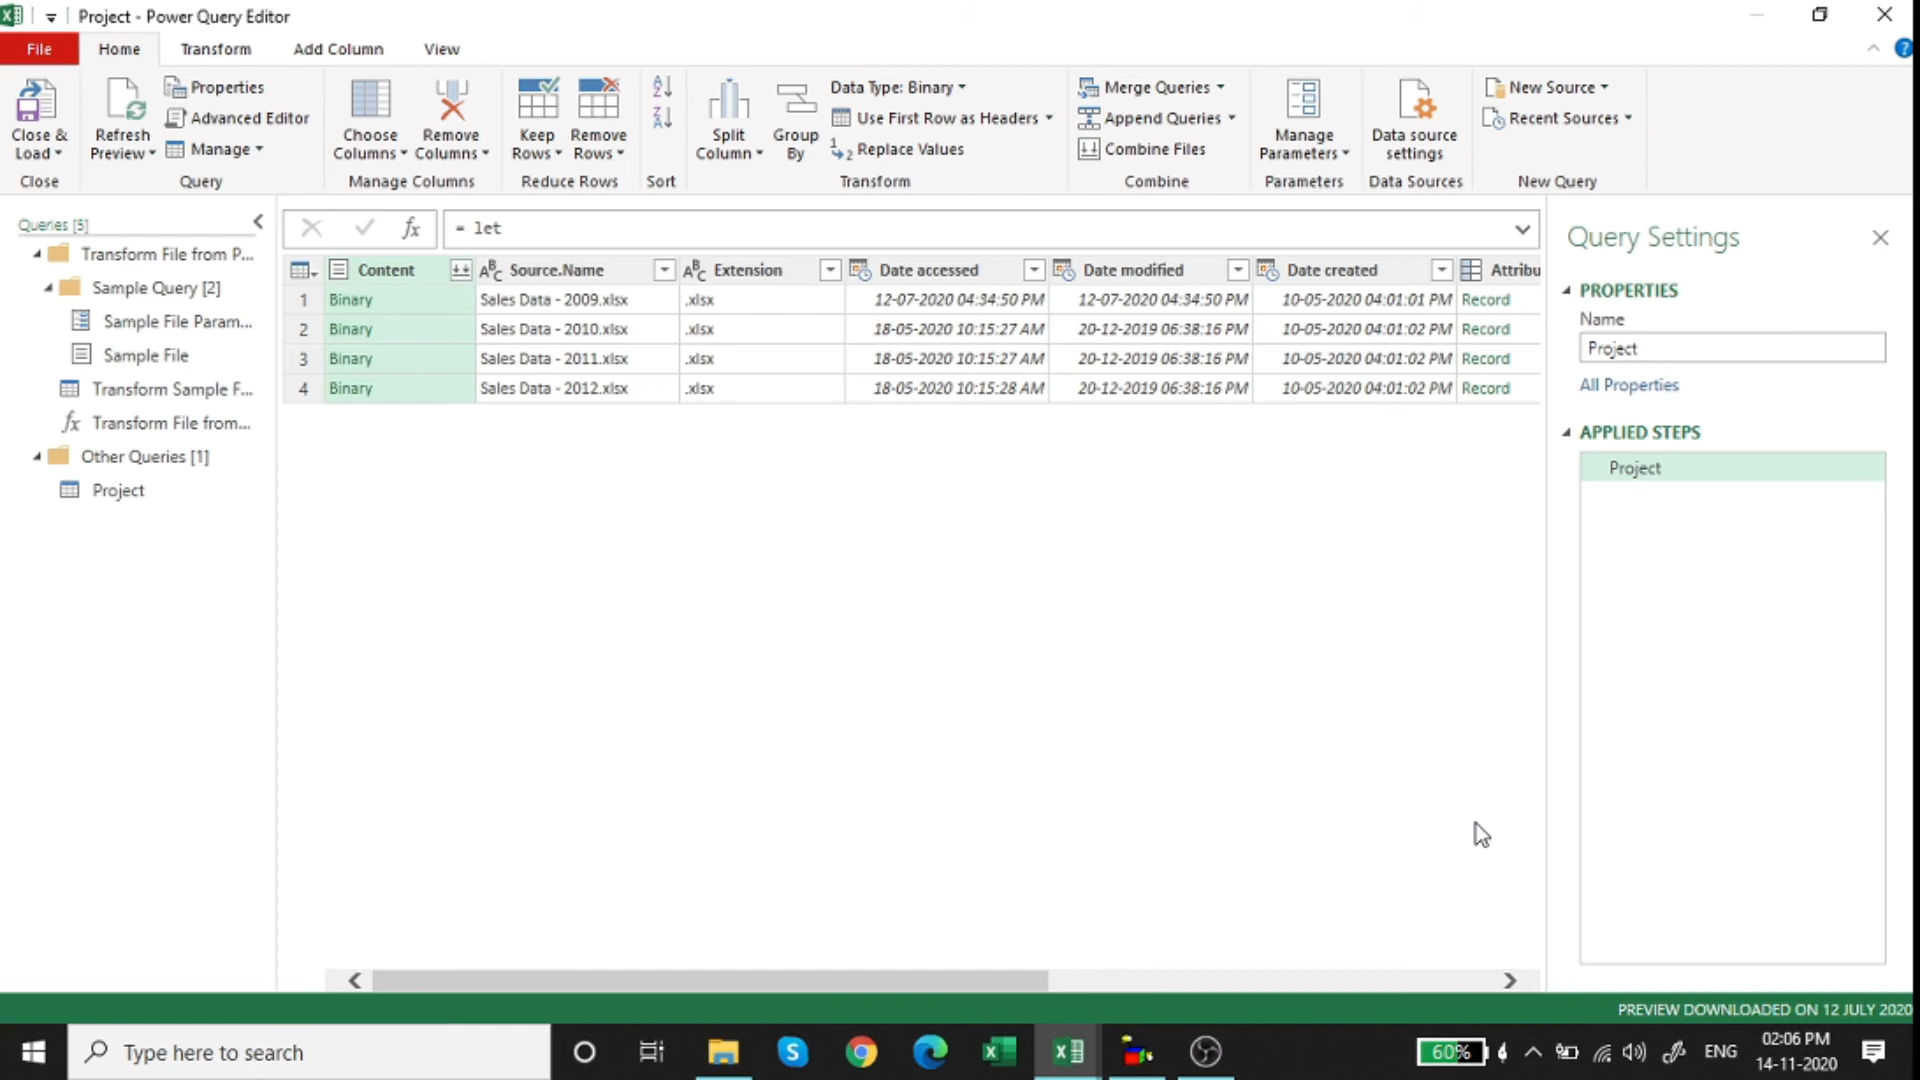 Project - Power Query Editor
File Home Transform Add Column View
Close & Load
Close
Refresh Preview
Properties
Advanced Editor
Manage
Query
Choose Columns
Remove Columns
Manage Columns
Keep Rows
Remove Rows
Reduce Rows
Sort
Split Column
Group By
Data Type: Binary
Use First Row as Headers
Replace Values
Transform
Merge Queries
Append Queries
Combine Files
Combine
Manage Parameters
Parameters
Data source settings
Data Sources
New Source
Recent Sources
New Query
Queries [5]
Transform File from P...
Sample Query [2]
Sample File Param...
Sample File
Transform Sample F...
fx Transform File from...
Other Queries [1]
Project
fx = let
Content Source.Name Extension Date accessed Date modified Date created Attribu
1 Binary Sales Data - 2009.xlsx .xlsx 12-07-2020 04:34:50 PM 12-07-2020 04:34:50 PM 10-05-2020 04:01:01 PM Record
2 Binary Sales Data - 2010.xlsx .xlsx 18-05-2020 10:15:27 AM 20-12-2019 06:38:16 PM 10-05-2020 04:01:02 PM Record
3 Binary Sales Data - 2011.xlsx .xlsx 18-05-2020 10:15:27 AM 20-12-2019 06:38:16 PM 10-05-2020 04:01:02 PM Record
4 Binary Sales Data - 2012.xlsx .xlsx 18-05-2020 10:15:28 AM 20-12-2019 06:38:16 PM 10-05-2020 04:01:02 PM Record
Query Settings
PROPERTIES
Name
Project
All Properties
APPLIED STEPS
Project
PREVIEW DOWNLOADED ON 12 JULY 2020
Type here to search
60%
ENG
02:06 PM
14-11-2020